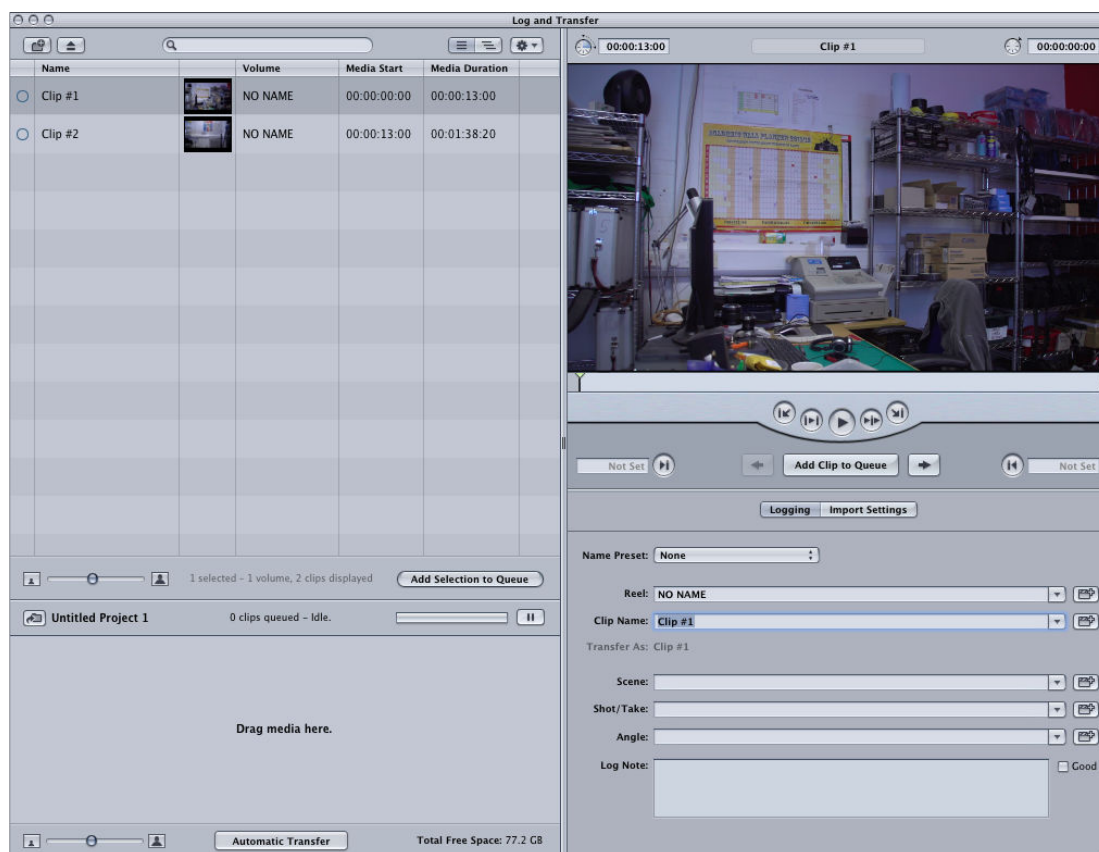 Log and Transfer
Name Volume Media Start Media Duration
Clip #1 NO NAME 00:00:00:00 00:00:13:00
Clip #2 NO NAME 00:00:13:00 00:01:38:20
1 selected – 1 volume, 2 clips displayed
Add Selection to Queue
Untitled Project 1 0 clips queued – Idle.
Drag media here.
Automatic Transfer Total Free Space: 77.2 GB
00:00:13:00 Clip #1 00:00:00:00
Not Set Add Clip to Queue Not Set
Logging Import Settings
Name Preset: None
Reel: NO NAME
Clip Name: Clip #1
Transfer As: Clip #1
Scene:
Shot/Take:
Angle:
Log Note: Good